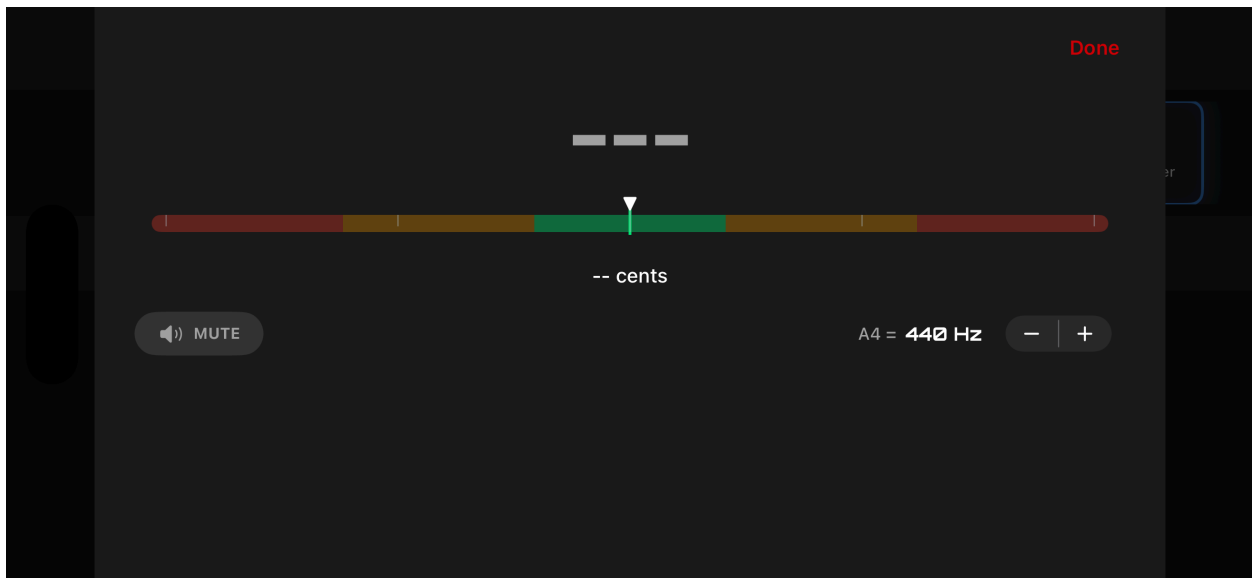 Done
--- 
-- cents
MUTE
A4 = 440 Hz − +